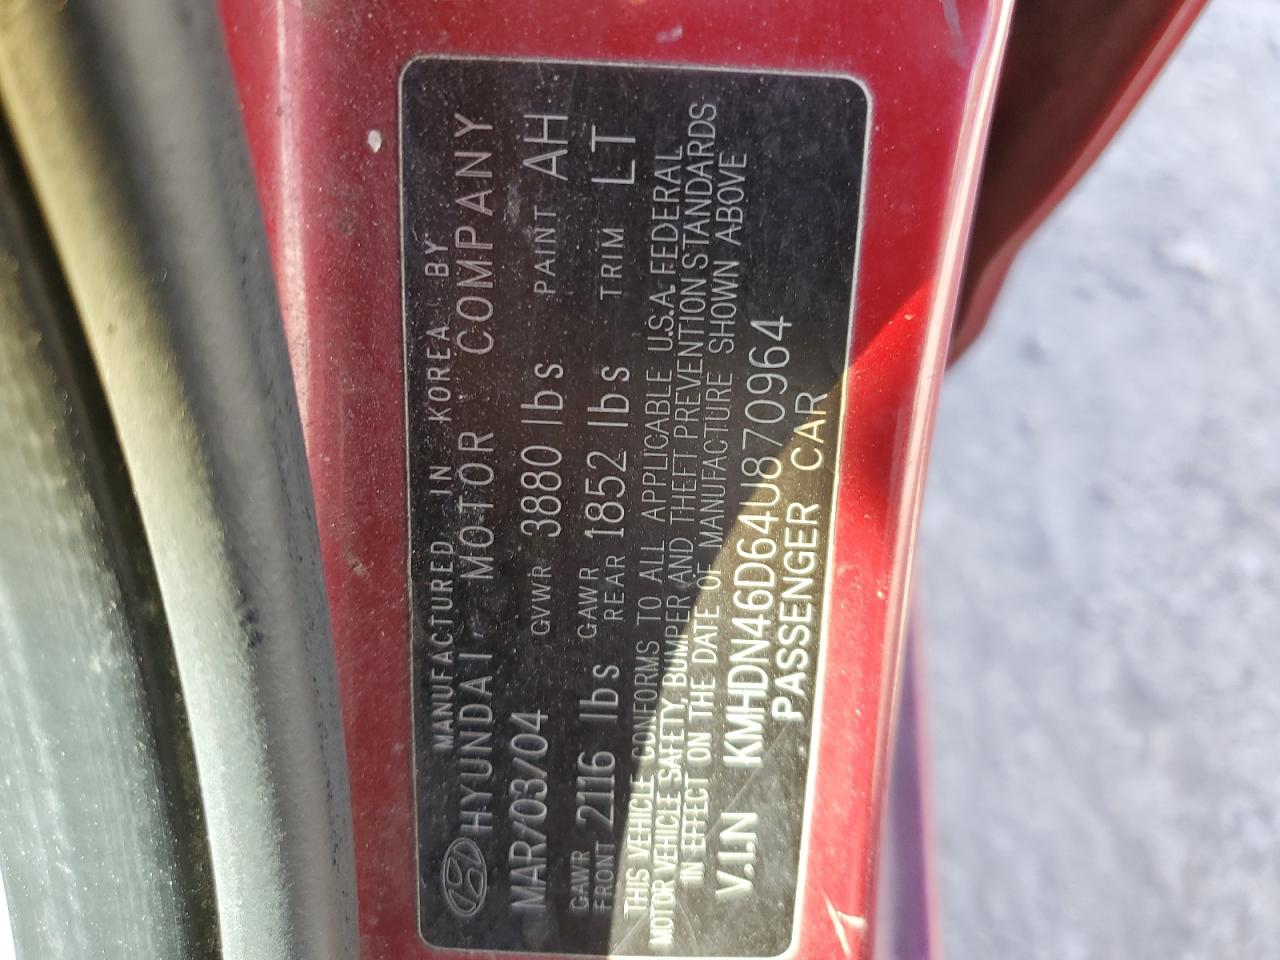 MANUFACTURED IN KOREA BY
HYUNDAI MOTOR COMPANY
MAR/03/04 GVWR 3880 lbs PAINT AH
GAWR FRONT 2116 lbs GAWR REAR 1852 lbs TRIM LT
THIS VEHICLE CONFORMS TO ALL APPLICABLE U.S.A. FEDERAL
MOTOR VEHICLE SAFETY, BUMPER AND THEFT PREVENTION STANDARDS
IN EFFECT ON THE DATE OF MANUFACTURE SHOWN ABOVE
V.I.N KMHDN46D64U870964
PASSENGER CAR